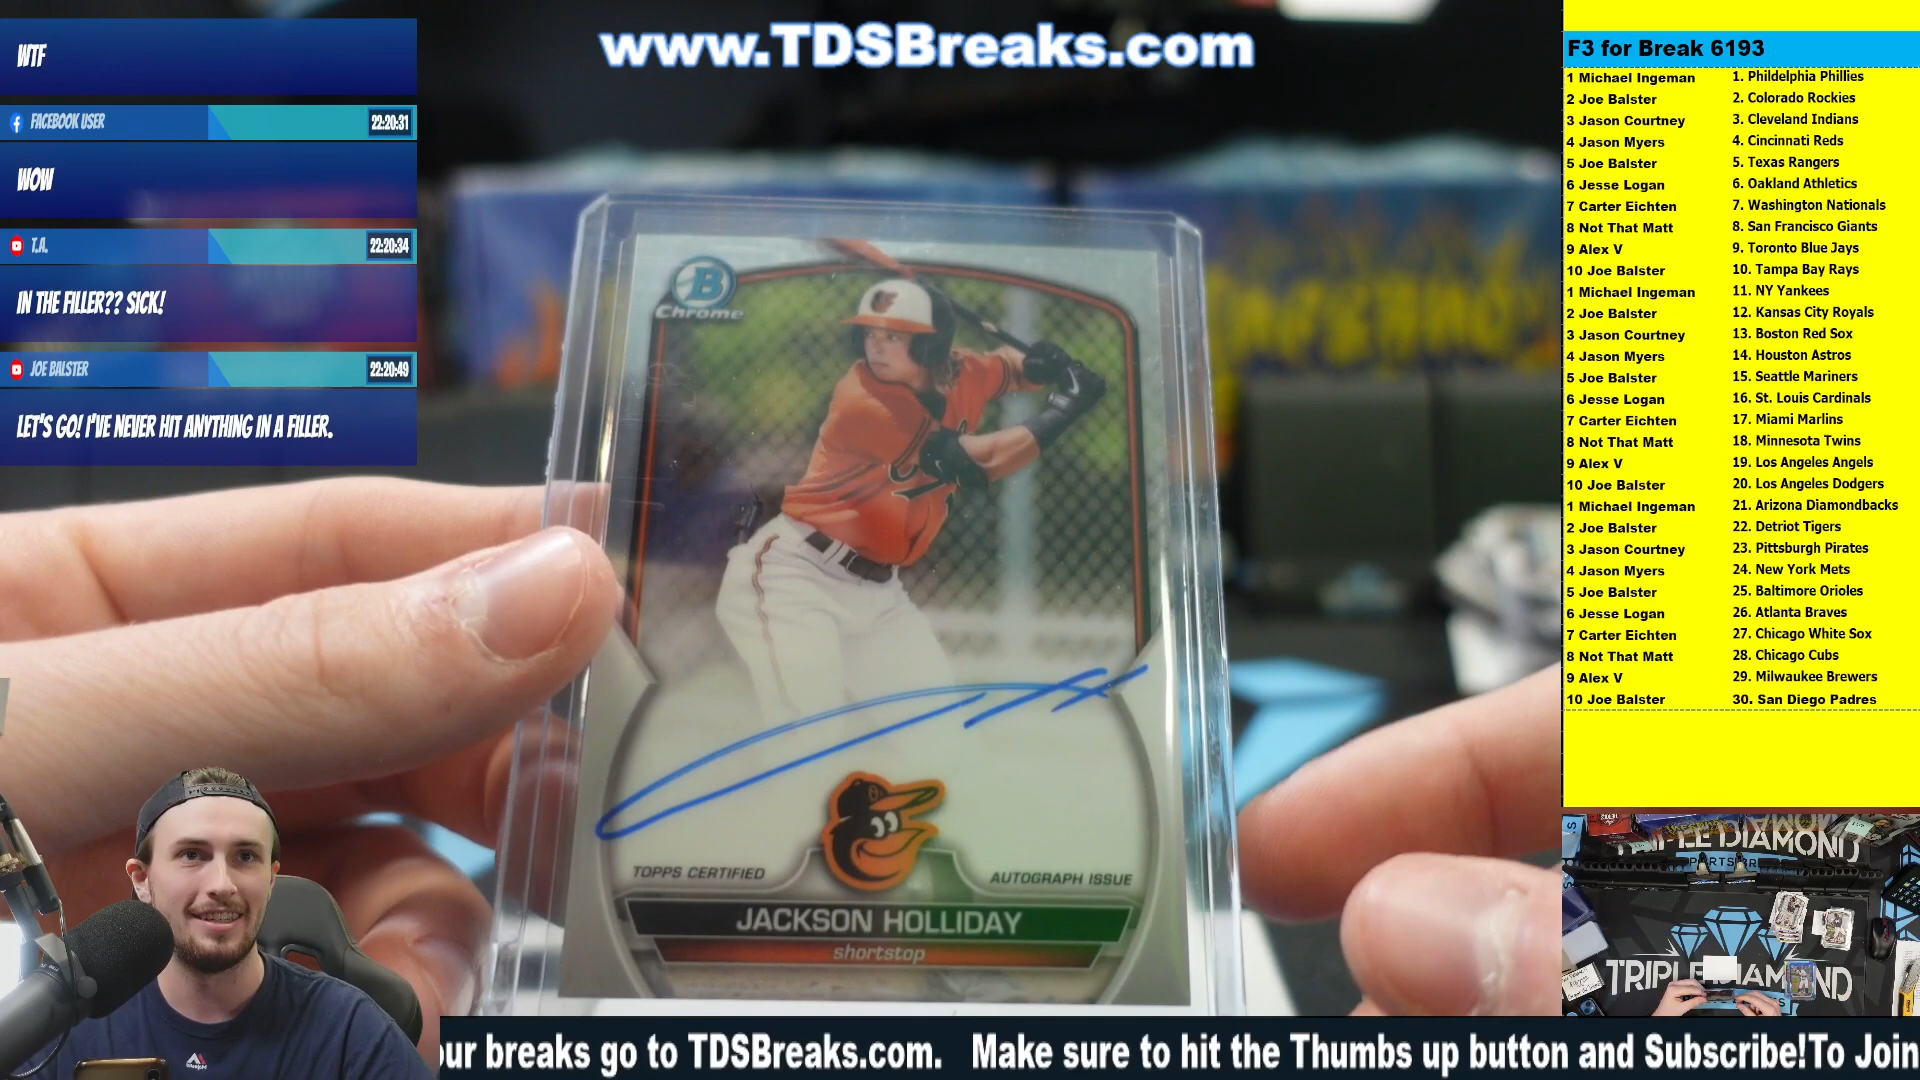 www.TDSBreaks.com
WTF
FACEBOOK USER 22:20:31
WOW
T.A. 22:20:34
IN THE FILLER?? SICK!
JOE BALSTER 22:20:49
LET'S GO! I'VE NEVER HIT ANYTHING IN A FILLER.
B
Chrome
TOPPS CERTIFIED AUTOGRAPH ISSUE
JACKSON HOLLIDAY
shortstop
F3 for Break 6193
1 Michael Ingeman 1. Phildelphia Phillies
2 Joe Balster 2. Colorado Rockies
3 Jason Courtney 3. Cleveland Indians
4 Jason Myers 4. Cincinnati Reds
5 Joe Balster 5. Texas Rangers
6 Jesse Logan 6. Oakland Athletics
7 Carter Eichten 7. Washington Nationals
8 Not That Matt 8. San Francisco Giants
9 Alex V 9. Toronto Blue Jays
10 Joe Balster 10. Tampa Bay Rays
1 Michael Ingeman 11. NY Yankees
2 Joe Balster 12. Kansas City Royals
3 Jason Courtney 13. Boston Red Sox
4 Jason Myers 14. Houston Astros
5 Joe Balster 15. Seattle Mariners
6 Jesse Logan 16. St. Louis Cardinals
7 Carter Eichten 17. Miami Marlins
8 Not That Matt 18. Minnesota Twins
9 Alex V 19. Los Angeles Angels
10 Joe Balster 20. Los Angeles Dodgers
1 Michael Ingeman 21. Arizona Diamondbacks
2 Joe Balster 22. Detriot Tigers
3 Jason Courtney 23. Pittsburgh Pirates
4 Jason Myers 24. New York Mets
5 Joe Balster 25. Baltimore Orioles
6 Jesse Logan 26. Atlanta Braves
7 Carter Eichten 27. Chicago White Sox
8 Not That Matt 28. Chicago Cubs
9 Alex V 29. Milwaukee Brewers
10 Joe Balster 30. San Diego Padres
TRIPLE DIAMOND
TRIPLE DIAMOND
our breaks go to TDSBreaks.com. Make sure to hit the Thumbs up button and Subscribe!To Join